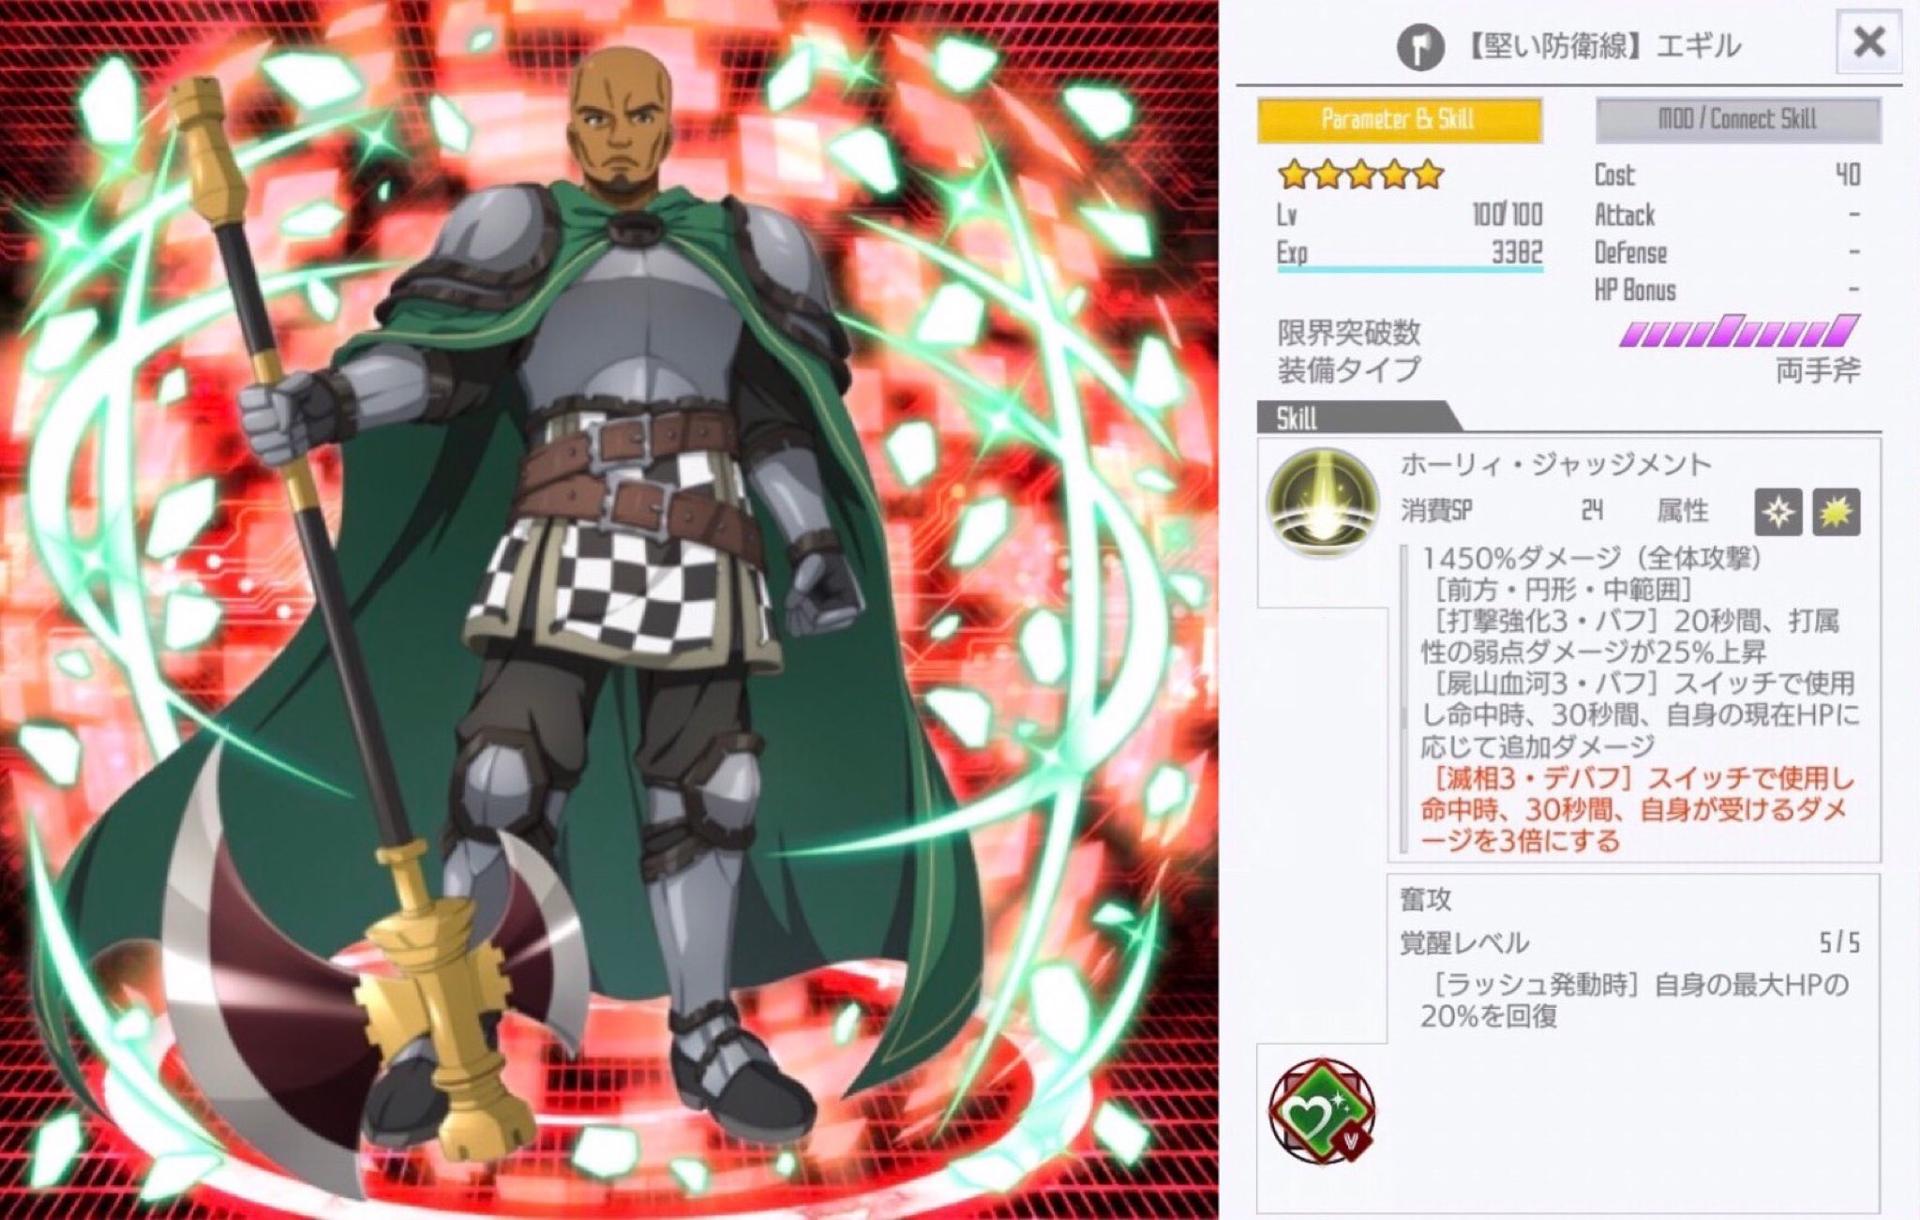 【堅い防衛線】エギル
Parameter & Skill
MOD / Connect Skill
Cost 40
Lv 100/100
Attack -
Exp 3382
Defense -
HP Bonus -
限界突破数
装備タイプ 両手斧
Skill
ホーリィ・ジャッジメント
消費SP 24 属性
1450%ダメージ（全体攻撃）
［前方・円形・中範囲］
［打撃強化3・バフ］20秒間、打属
性の弱点ダメージが25%上昇
［屍山血河3・バフ］スイッチで使用
し命中時、30秒間、自身の現在HPに
応じて追加ダメージ
［滅相3・デバフ］スイッチで使用し
命中時、30秒間、自身が受けるダメ
ージを3倍にする
奮攻
覚醒レベル 5/5
［ラッシュ発動時］自身の最大HPの
20%を回復
V